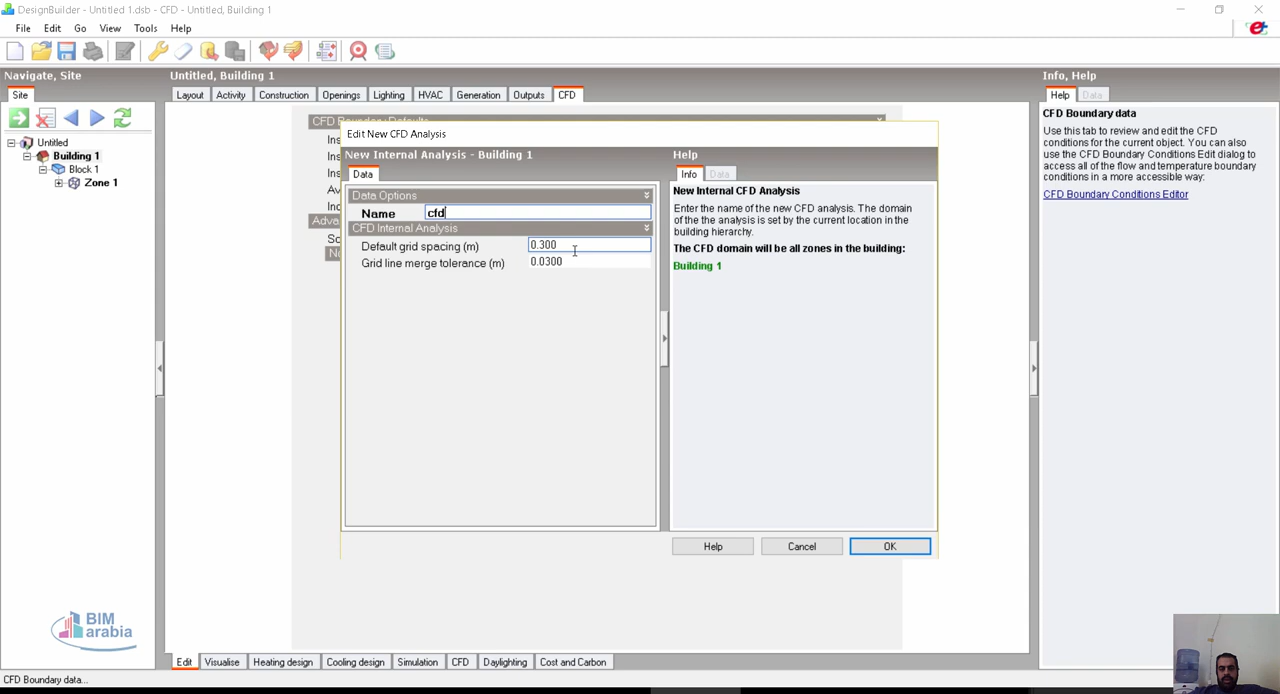 DesignBuilder - Untitled 1.dsb - CFD - Untitled, Building 1
File Edit Go View Tools Help
Navigate, Site
Untitled, Building 1
Info, Help
Site
Layout Activity Construction Openings Lighting HVAC Generation Outputs CFD
Help Data
Untitled
Building 1
Block 1
Zone 1
Edit New CFD Analysis
New Internal Analysis - Building 1
Help
Data
Info Data
Data Options
Name cfd
CFD Internal Analysis
Default grid spacing (m) 0.300
Grid line merge tolerance (m) 0.0300
New Internal CFD Analysis
Enter the name of the new CFD analysis. The domain
of the the analysis is set by the current location in the
building hierarchy.
The CFD domain will be all zones in the building:
Building 1
Help Cancel OK
CFD Boundary data
Use this tab to review and edit the CFD
conditions for the current object. You can also
use the CFD Boundary Conditions Edit dialog to
access all of the flow and temperature boundary
conditions in a more accessible way:
CFD Boundary Conditions Editor
BIM
arabia
Edit Visualise Heating design Cooling design Simulation CFD Daylighting Cost and Carbon
CFD Boundary data...